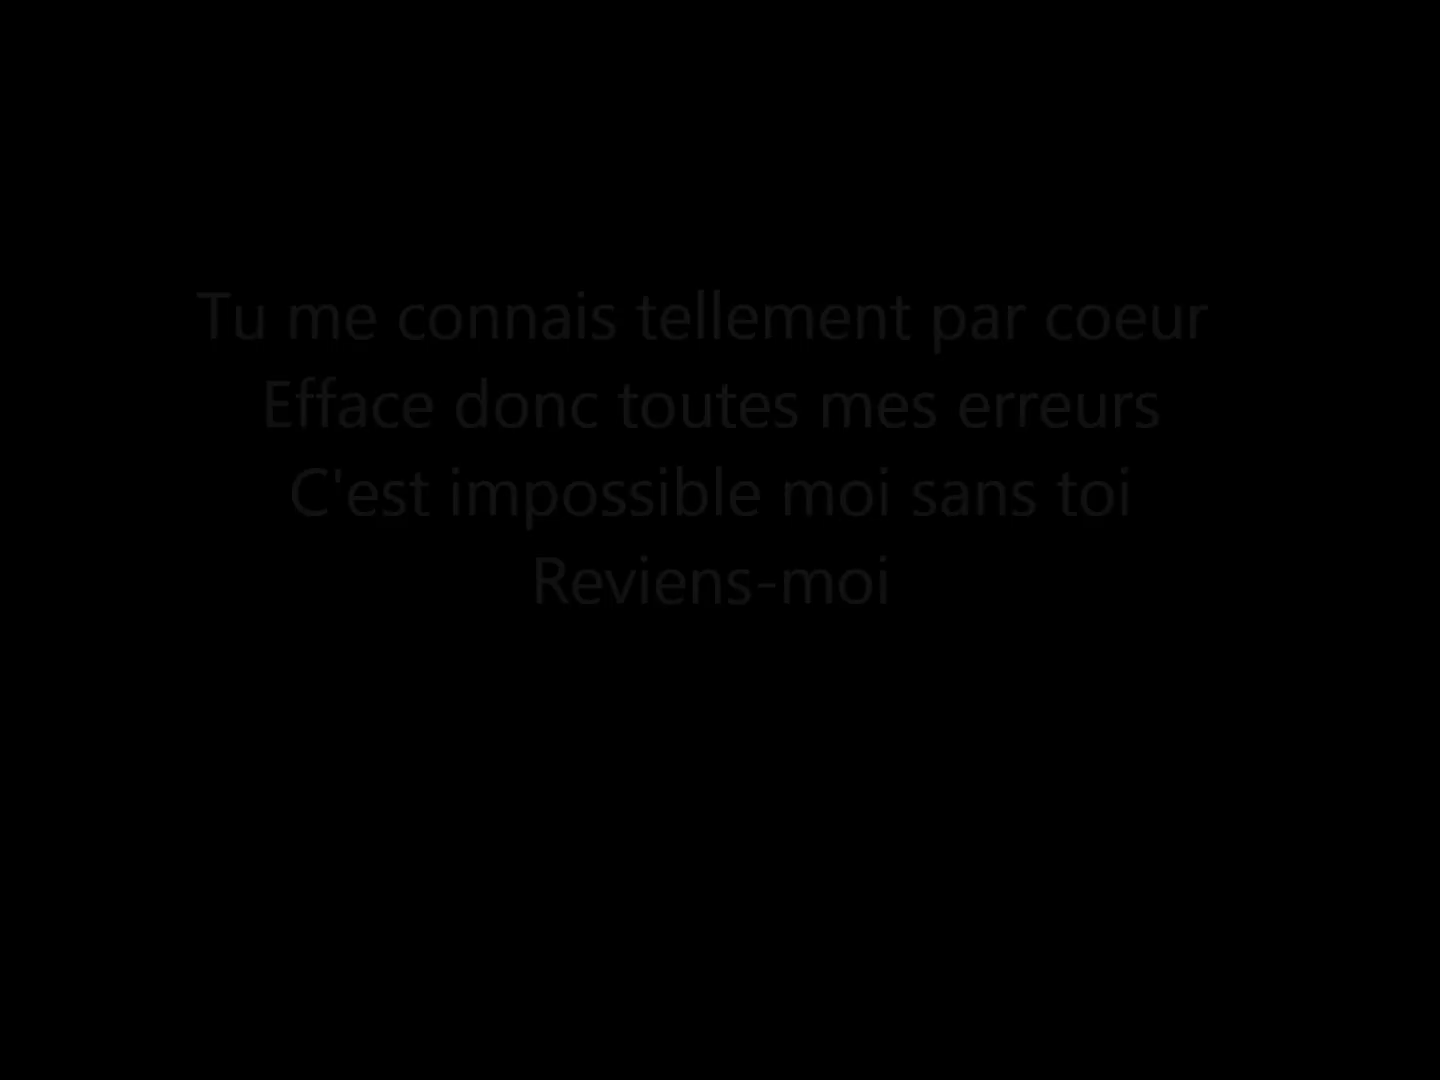 Tu me connais tellement par coeur
Efface donc toutes mes erreurs
C'est impossible moi sans toi
Reviens-moi